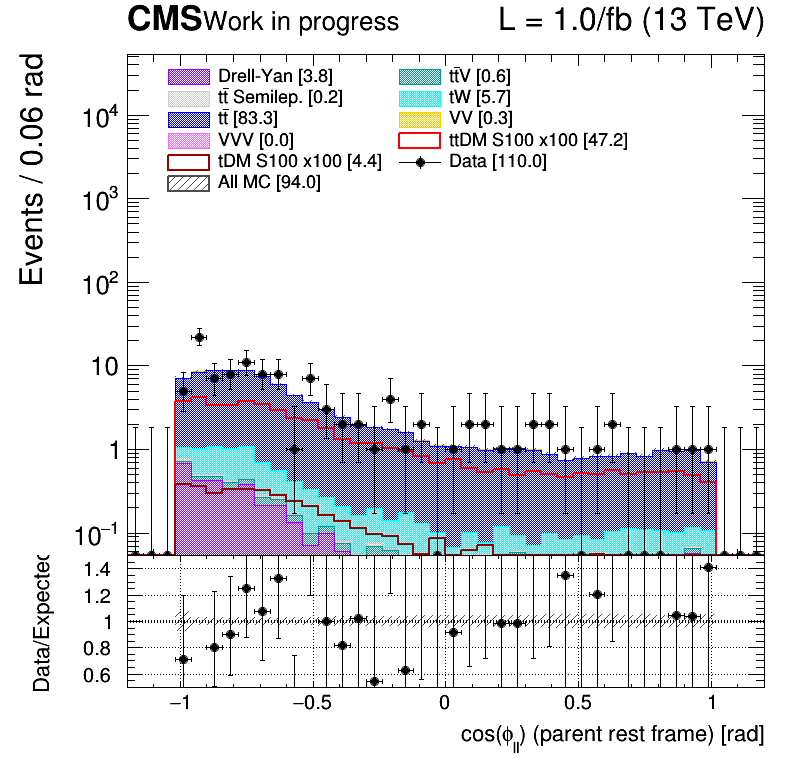 CMS Work in progress L = 1.0/fb (13 TeV)
Events / 0.06 rad
Drell-Yan [3.8] tt̄V [0.6]
tt̄ Semilep. [0.2] tW [5.7]
tt̄ [83.3] VV [0.3]
VVV [0.0] ttDM S100 x100 [47.2]
tDM S100 x100 [4.4] Data [110.0]
All MC [94.0]
10⁴
10³
10²
10
1
10⁻¹
Data/Expected
1.4
1.2
1
0.8
0.6
−1 −0.5 0 0.5 1
cos(ϕ_ll) (parent rest frame) [rad]